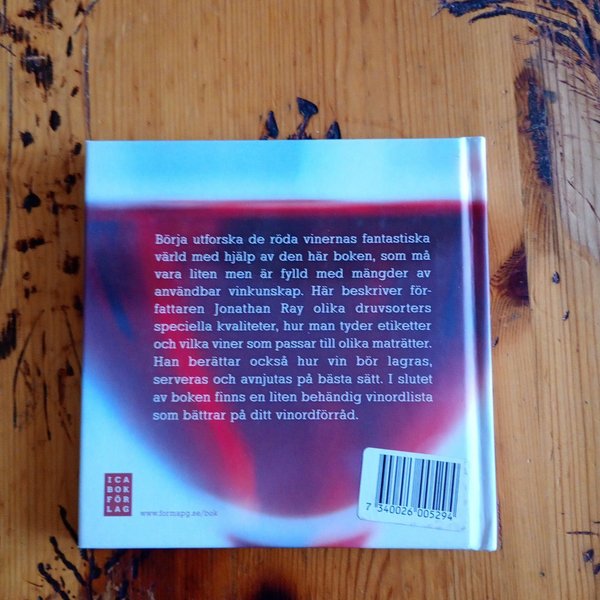 Börja utforska de röda vinernas fantastiska
värld med hjälp av den här boken, som må
vara liten men är fylld med mängder av
användbar vinkunskap. Här beskriver för-
fattaren Jonathan Ray olika druvsorters
speciella kvaliteter, hur man tyder etiketter
och vilka viner som passar till olika maträtter.
Han berättar också hur vin bör lagras,
serveras och avnjutas på bästa sätt. I slutet
av boken finns en liten behändig vinordlista
som bättrar på ditt vinordförråd.
ICA
BOK
FÖR
LAG
www.formapg.se/bok
7 340026 005294